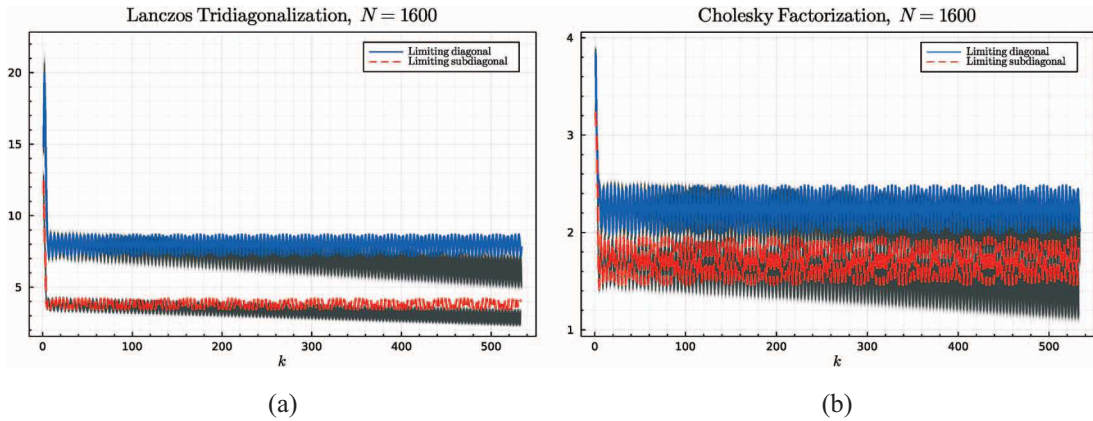 Lanczos Tridiagonalization, N = 1600
Limiting diagonal
Limiting subdiagonal
20
15
10
5
0
100
200
300
400
500
k
(a)
Cholesky Factorization, N = 1600
Limiting diagonal
Limiting subdiagonal
4
3
2
1
0
100
200
300
400
500
k
(b)